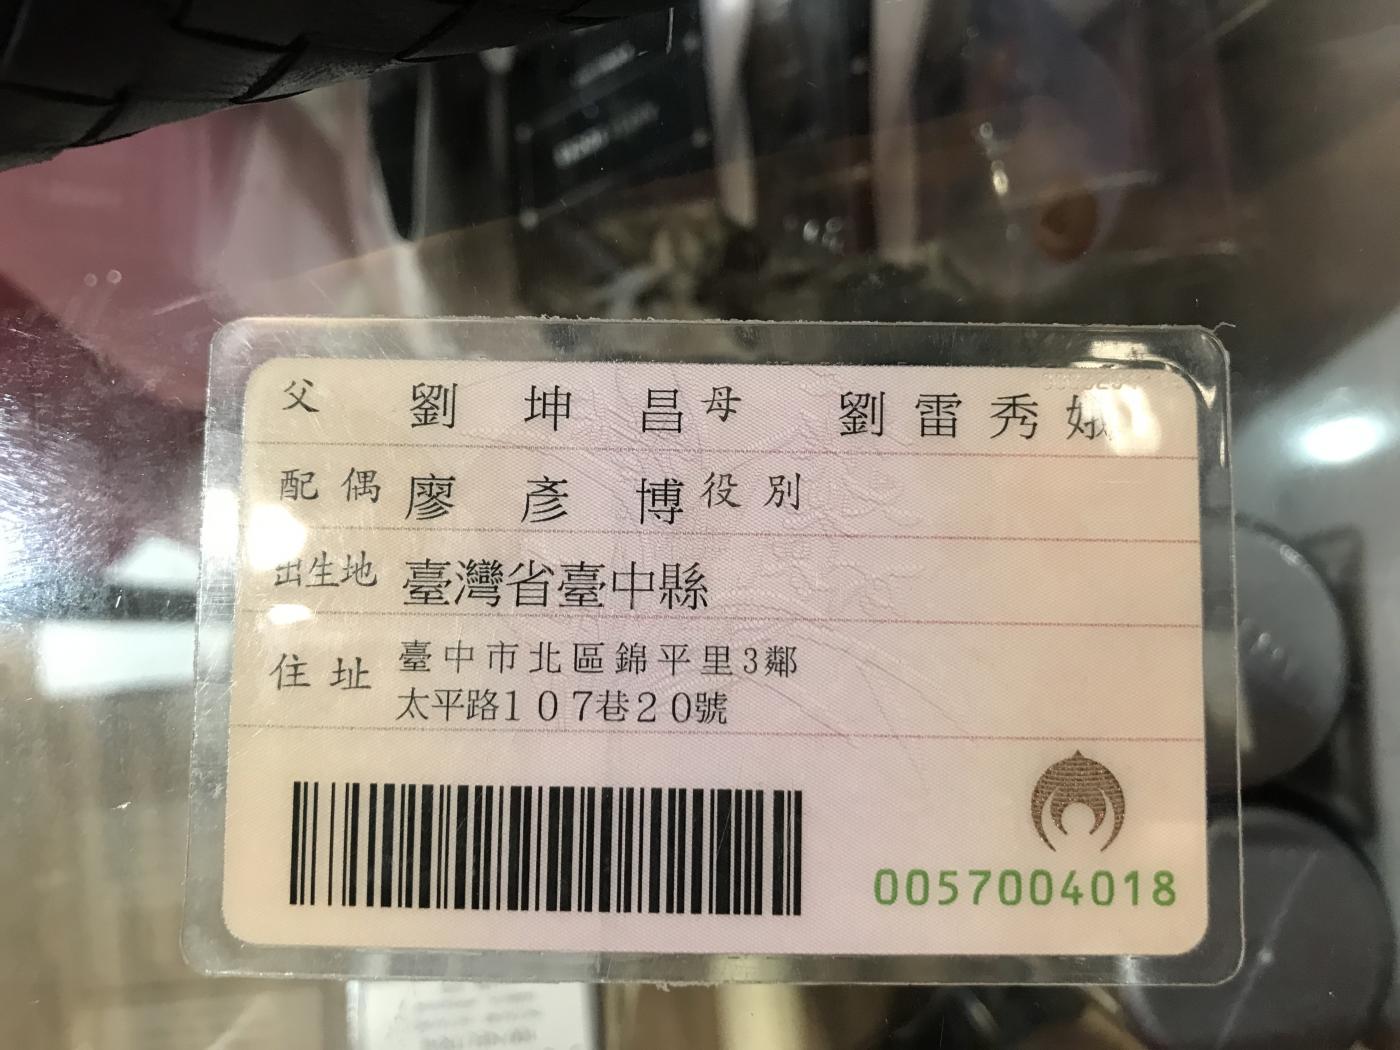 父 劉坤昌 母 劉雷秀娥
配偶 廖彥博 役別
出生地 臺灣省臺中縣
住址 臺中市北區錦平里3鄰
太平路107巷20號
0057004018